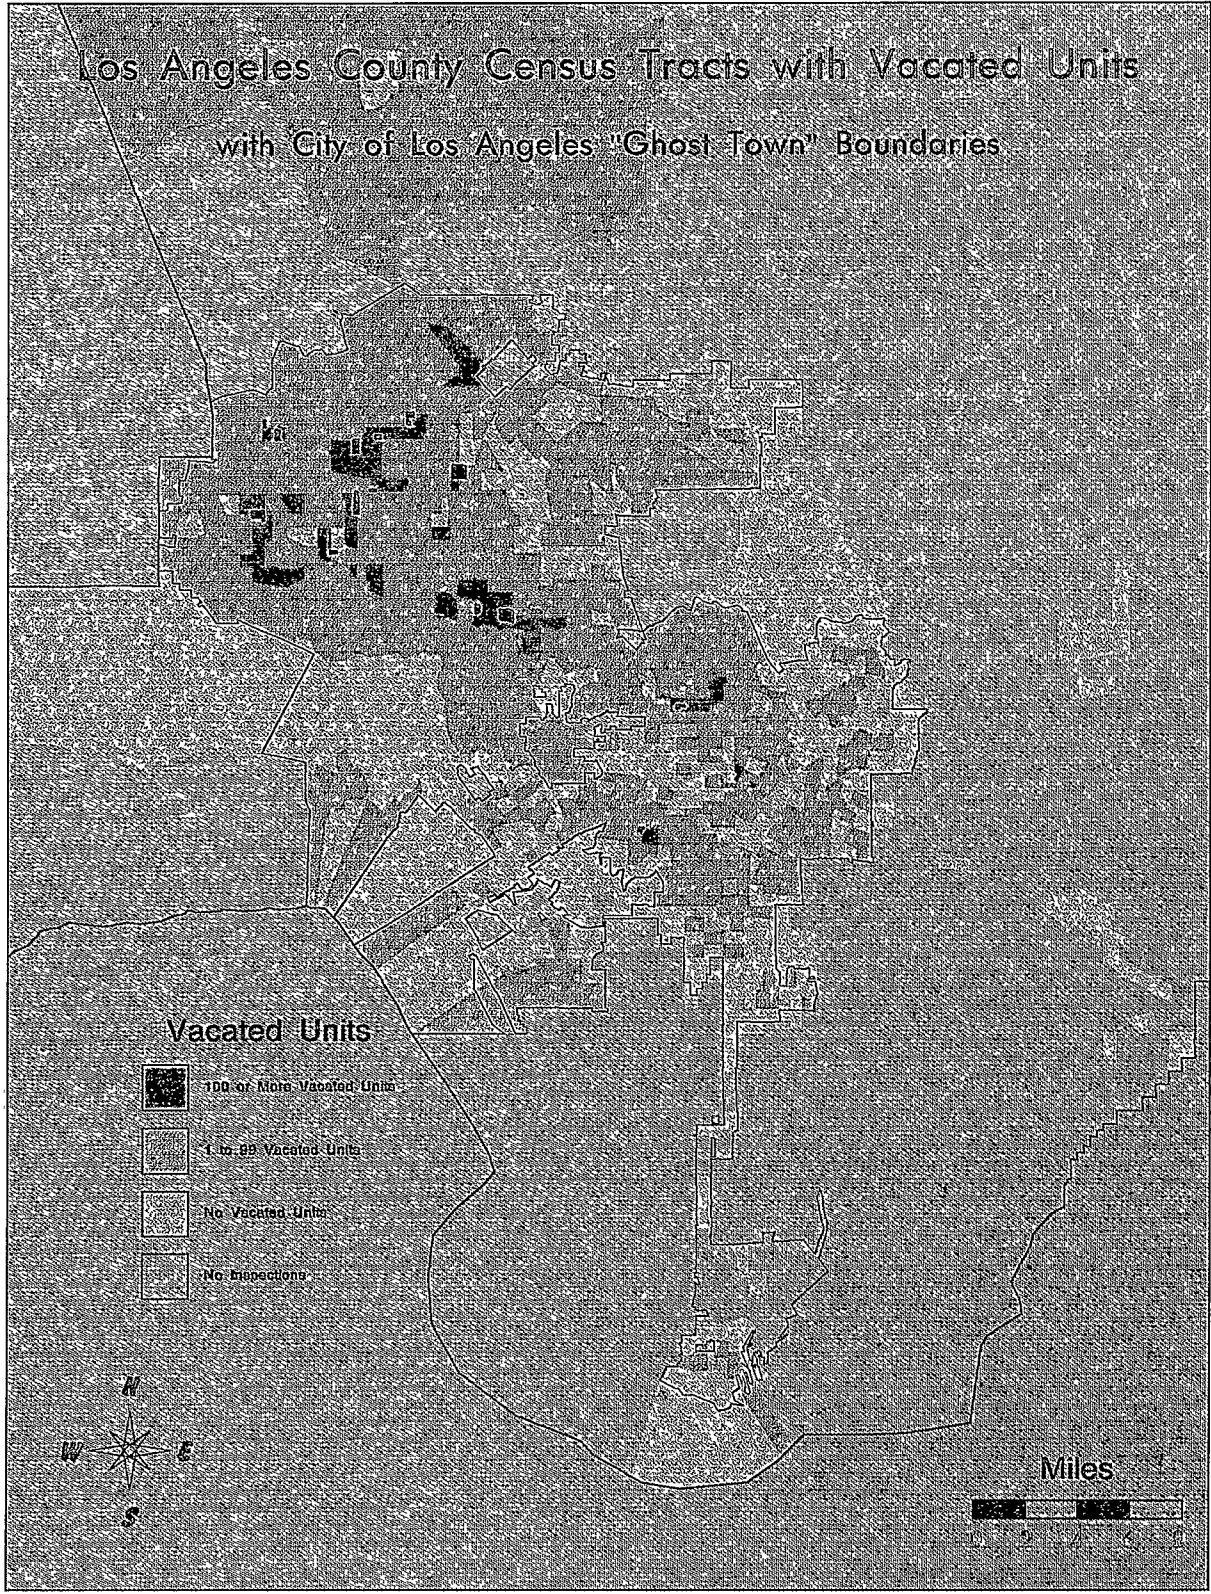 Los Angeles County Census Tracts with Vacated Units
with City of Los Angeles "Ghost Town" Boundaries
Vacated Units
100 or More Vacated Units
1 to 99 Vacated Units
No Vacated Units
No Inspections
N
W E
S
Miles